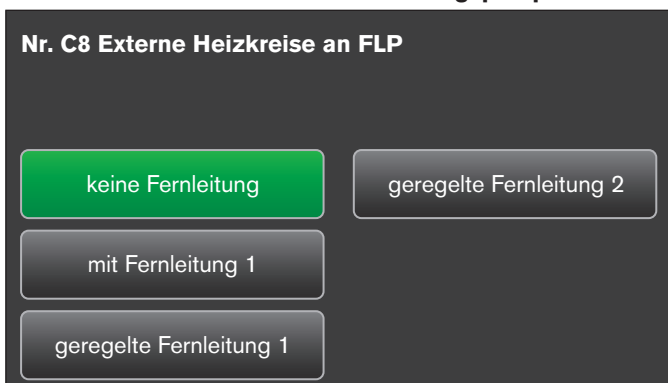 Nr. C8 Externe Heizkreise an FLP
keine Fernleitung
geregelte Fernleitung 2
mit Fernleitung 1
geregelte Fernleitung 1